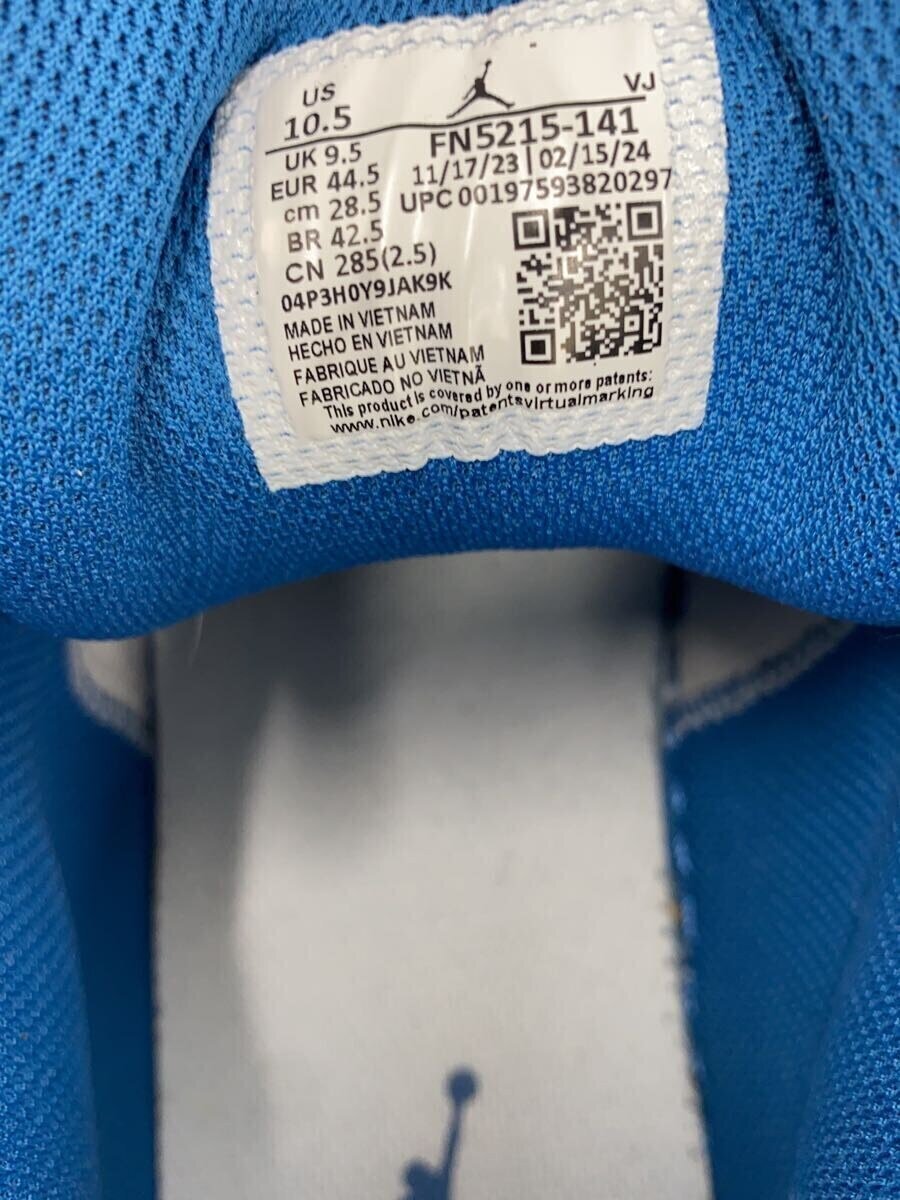 US
10.5
VJ
FN5215-141
UK 9.5
11/17/23 | 02/15/24
EUR 44.5
UPC 00197593820297
cm 28.5
BR 42.5
CN 285(2.5)
04P3H0Y9JAK9K
MADE IN VIETNAM
HECHO EN VIETNAM
FABRIQUE AU VIETNAM
FABRICADO NO VIETNÃ
This product is covered by one or more patents:
www.nike.com/patentsvirtualmarking